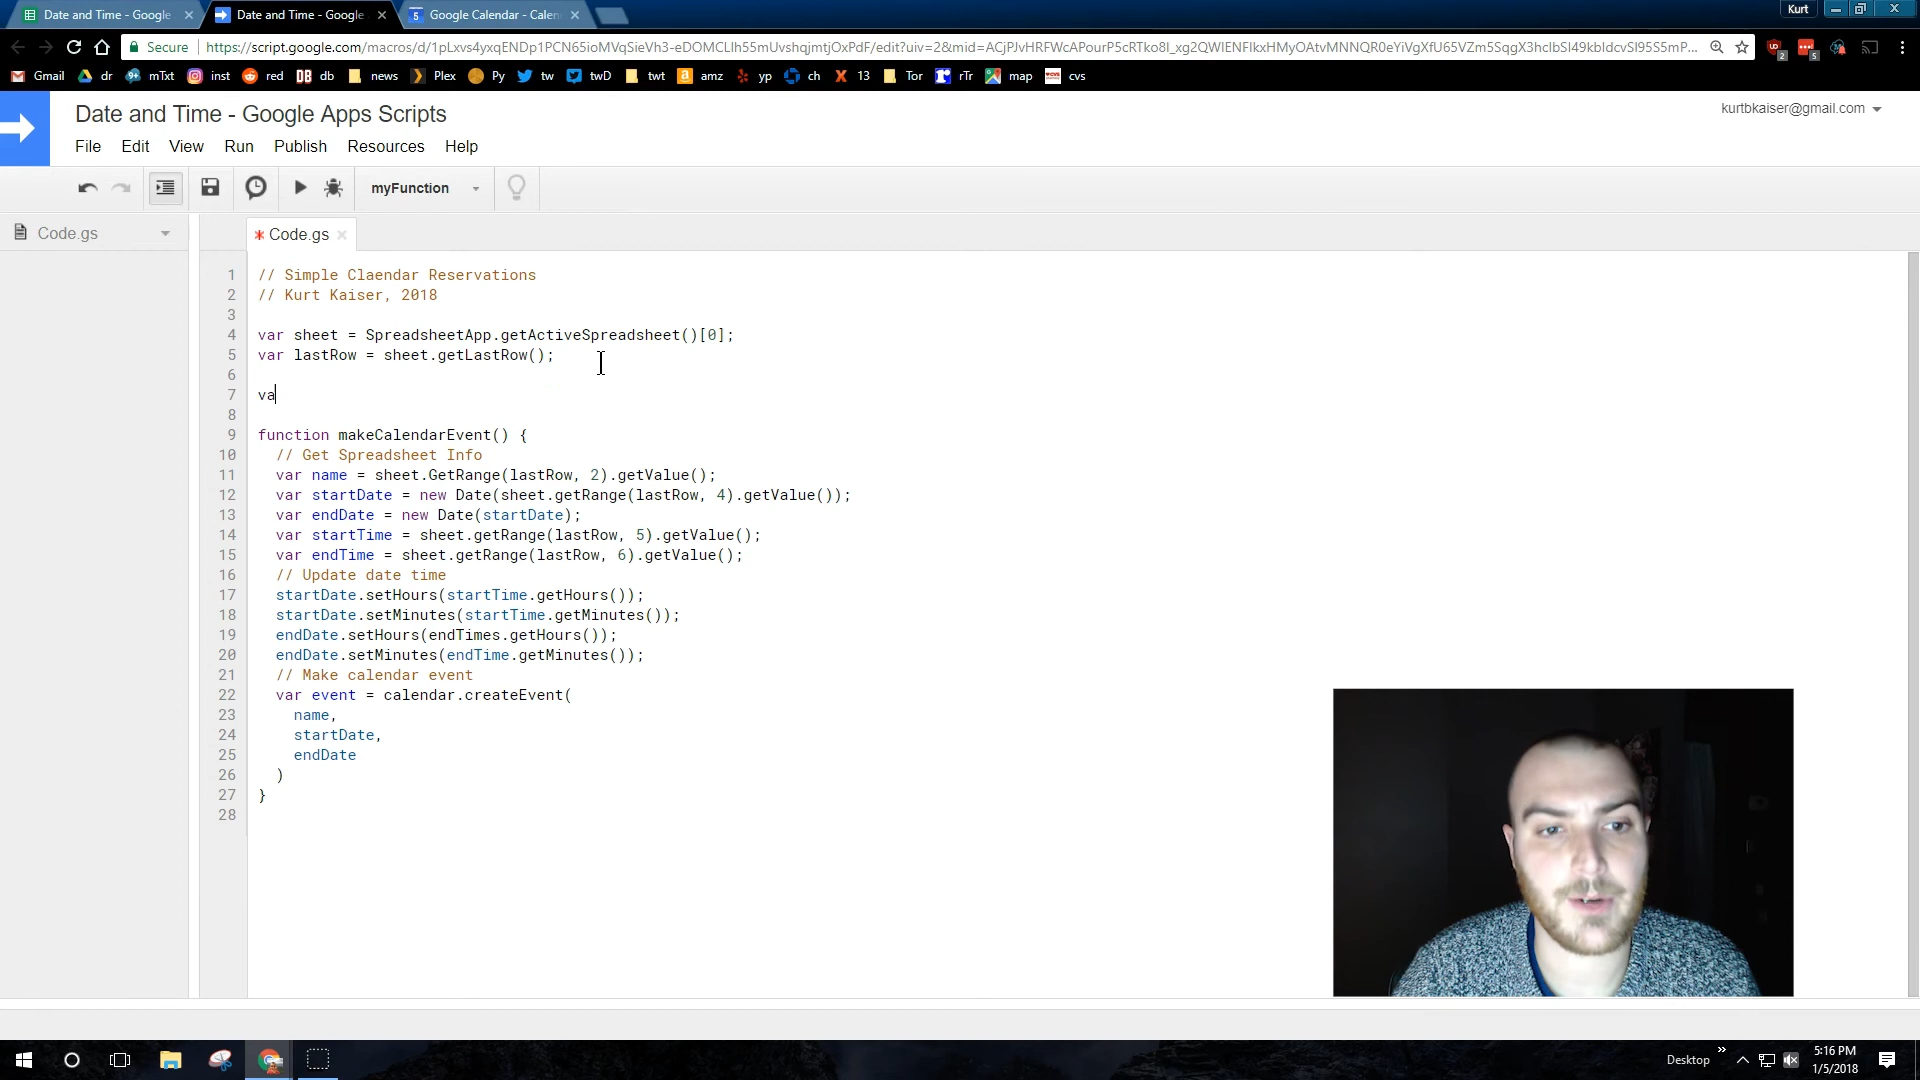 Date and Time - Google
Date and Time - Google
Google Calendar - Calen
Kurt
Secure
https://script.google.com/macros/d/1pLxvs4yxqENDp1PCN65ioMVqSieVh3-eDOMCLIh55mUvshqjmtjOxPdF/edit?uiv=2&mid=ACjPJvHRFWcAPourP5cRTko8I_xg2QWIENFIkxHMyOAtvMNNQR0eYiVgXfU65VZm5SqgX3hclbSI49kbIdcvSI95S5mP...
Gmail dr mTxt inst red db news Plex Py tw twD twt amz yp ch 13 Tor rTr map cvs
Date and Time - Google Apps Scripts
kurtbkaiser@gmail.com
File Edit View Run Publish Resources Help
myFunction
Code.gs
* Code.gs
1 // Simple Claendar Reservations
2 // Kurt Kaiser, 2018
3
4 var sheet = SpreadsheetApp.getActiveSpreadsheet()[0];
5 var lastRow = sheet.getLastRow();
6
7 va
8
9 function makeCalendarEvent() {
10 // Get Spreadsheet Info
11 var name = sheet.GetRange(lastRow, 2).getValue();
12 var startDate = new Date(sheet.getRange(lastRow, 4).getValue());
13 var endDate = new Date(startDate);
14 var startTime = sheet.getRange(lastRow, 5).getValue();
15 var endTime = sheet.getRange(lastRow, 6).getValue();
16 // Update date time
17 startDate.setHours(startTime.getHours());
18 startDate.setMinutes(startTime.getMinutes());
19 endDate.setHours(endTimes.getHours());
20 endDate.setMinutes(endTime.getMinutes());
21 // Make calendar event
22 var event = calendar.createEvent(
23 name,
24 startDate,
25 endDate
26 )
27 }
28
Desktop
5:16 PM
1/5/2018